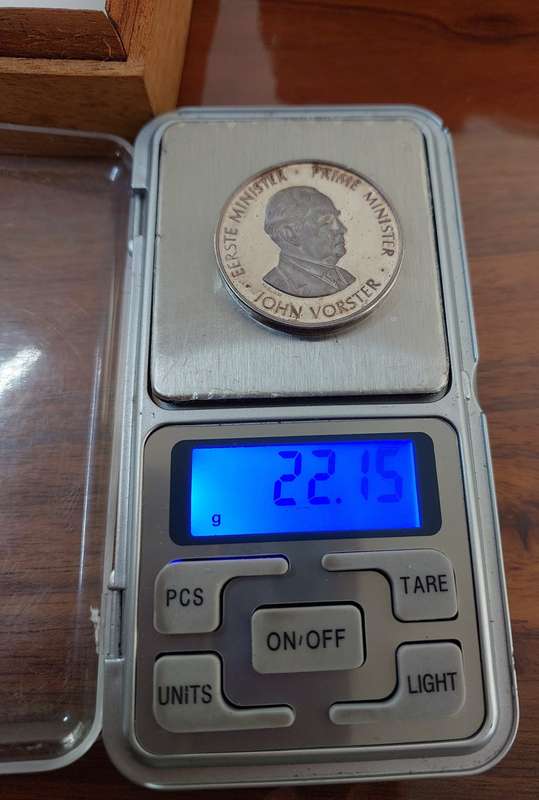 EERSTE MINISTER · PRIME MINISTER
· JOHN VORSTER ·
22.15
g
PCS
TARE
ON/OFF
UNITS
LIGHT